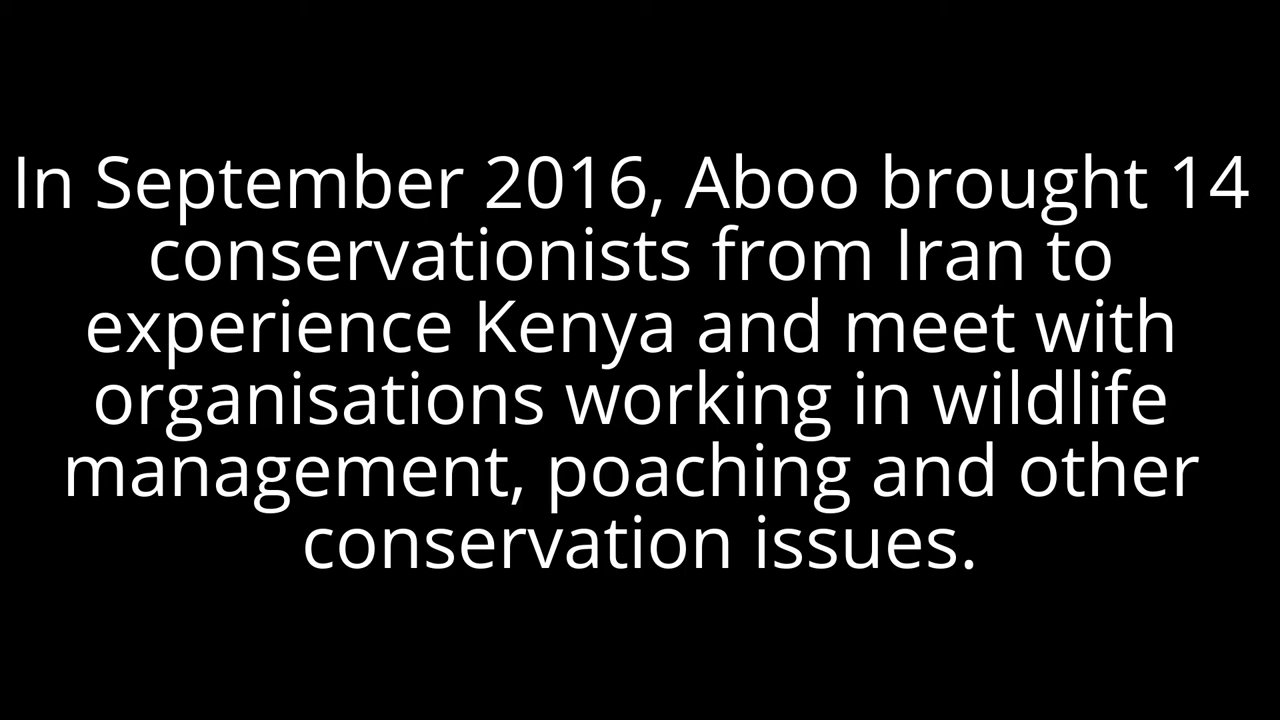 In September 2016, Aboo brought 14
conservationists from Iran to
experience Kenya and meet with
organisations working in wildlife
management, poaching and other
conservation issues.